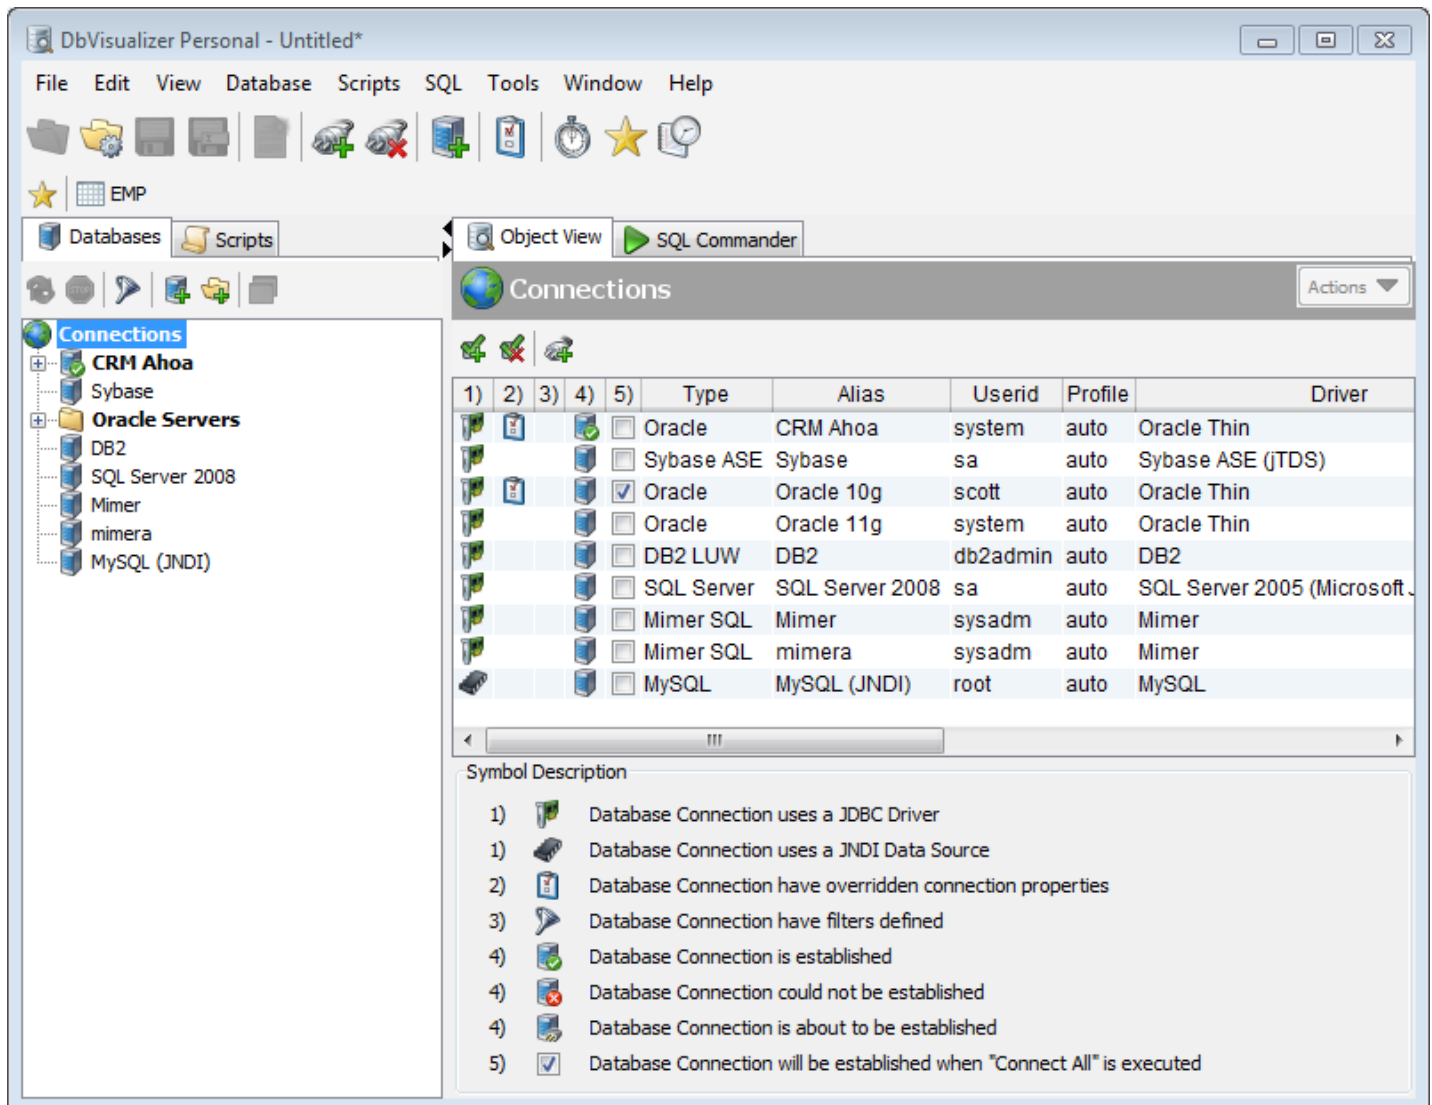 DbVisualizer Personal - Untitled*
File Edit View Database Scripts SQL Tools Window Help
EMP
Databases Scripts
Object View SQL Commander
Connections
Actions
Connections
CRM Ahoa
Sybase
Oracle Servers
DB2
SQL Server 2008
Mimer
mimera
MySQL (JNDI)
1) 2) 3) 4) 5) Type Alias Userid Profile Driver
Oracle CRM Ahoa system auto Oracle Thin
Sybase ASE Sybase sa auto Sybase ASE (jTDS)
Oracle Oracle 10g scott auto Oracle Thin
Oracle Oracle 11g system auto Oracle Thin
DB2 LUW DB2 db2admin auto DB2
SQL Server SQL Server 2008 sa auto SQL Server 2005 (Microsoft J
Mimer SQL Mimer sysadm auto Mimer
Mimer SQL mimera sysadm auto Mimer
MySQL MySQL (JNDI) root auto MySQL
Symbol Description
1) Database Connection uses a JDBC Driver
1) Database Connection uses a JNDI Data Source
2) Database Connection have overridden connection properties
3) Database Connection have filters defined
4) Database Connection is established
4) Database Connection could not be established
4) Database Connection is about to be established
5) Database Connection will be established when "Connect All" is executed